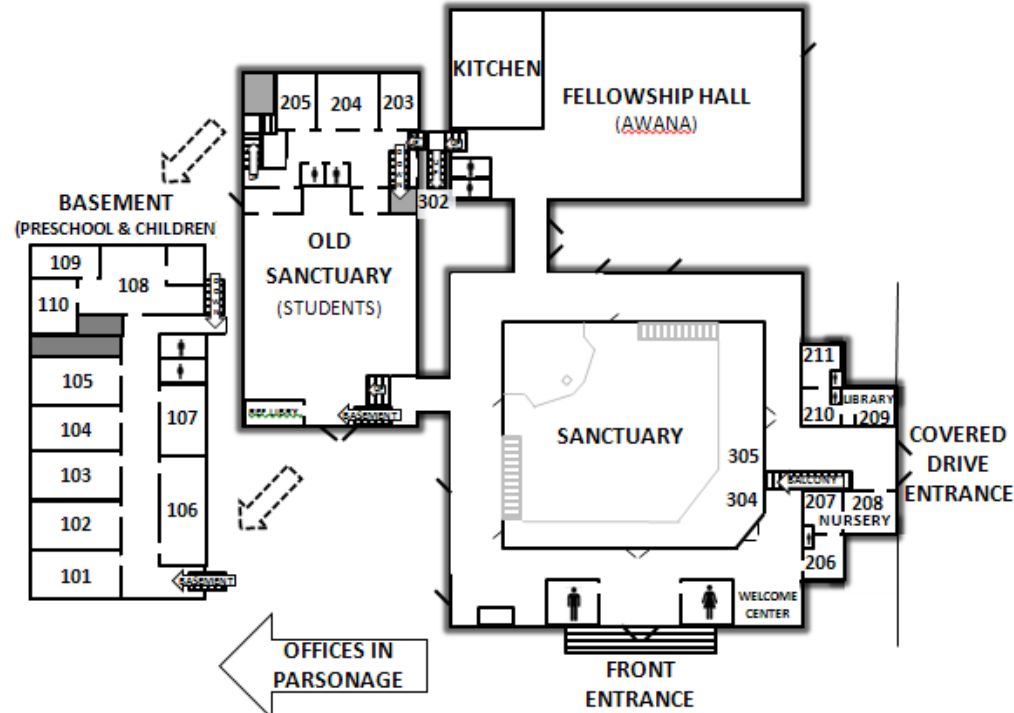 KITCHEN
FELLOWSHIP HALL
(AWANA)
205
204
203
302
BASEMENT
(PRESCHOOL & CHILDREN
109
108
110
DOWN
105
104
103
102
101
107
106
BASEMENT
OLD
SANCTUARY
(STUDENTS)
BASEMENT
SANCTUARY
305
304
211
210
LIBRARY
209
BALCONY
207
208
NURSERY
206
COVERED
DRIVE
ENTRANCE
WELCOME
CENTER
OFFICES IN
PARSONAGE
FRONT
ENTRANCE